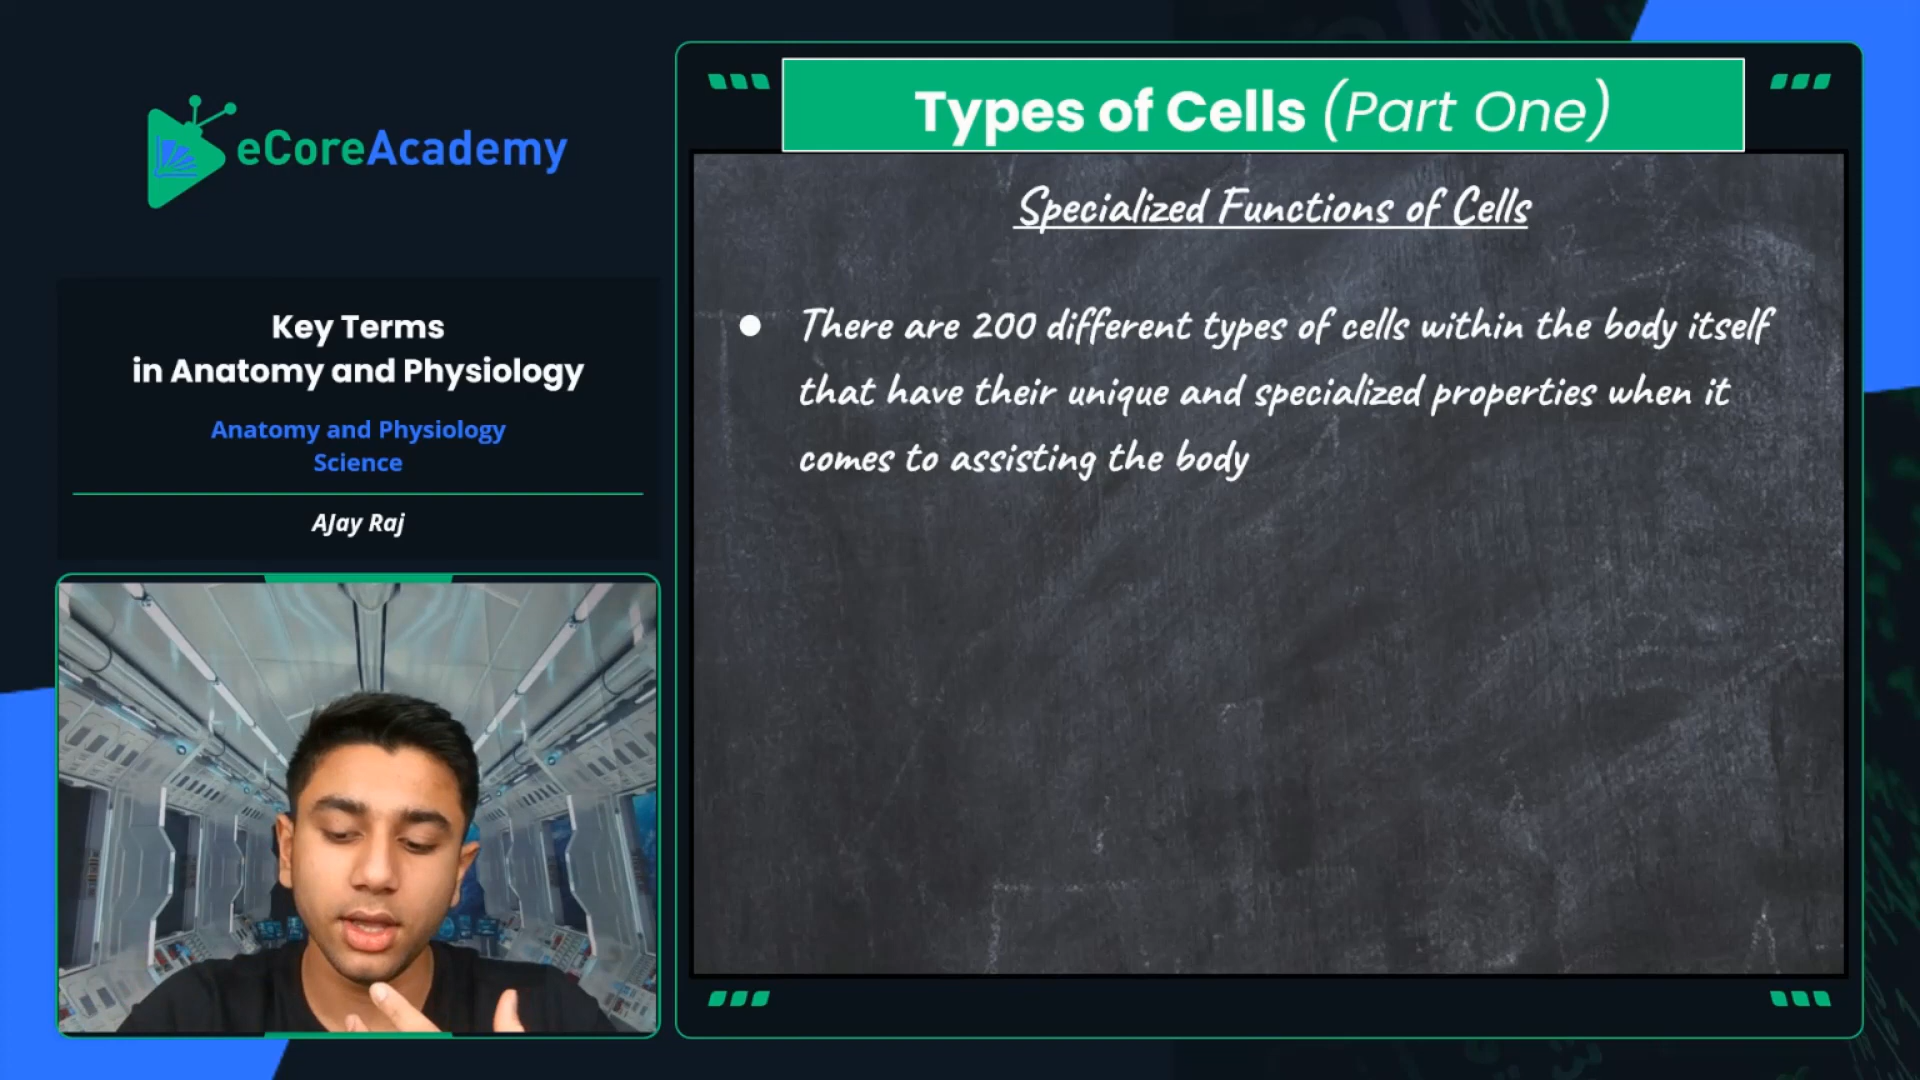 eCoreAcademy
Key Terms
in Anatomy and Physiology
Anatomy and Physiology
Science
AJay Raj
Types of Cells (Part One)
Specialized Functions of Cells
● There are 200 different types of cells within the body itself
that have their unique and specialized properties when it
comes to assisting the body